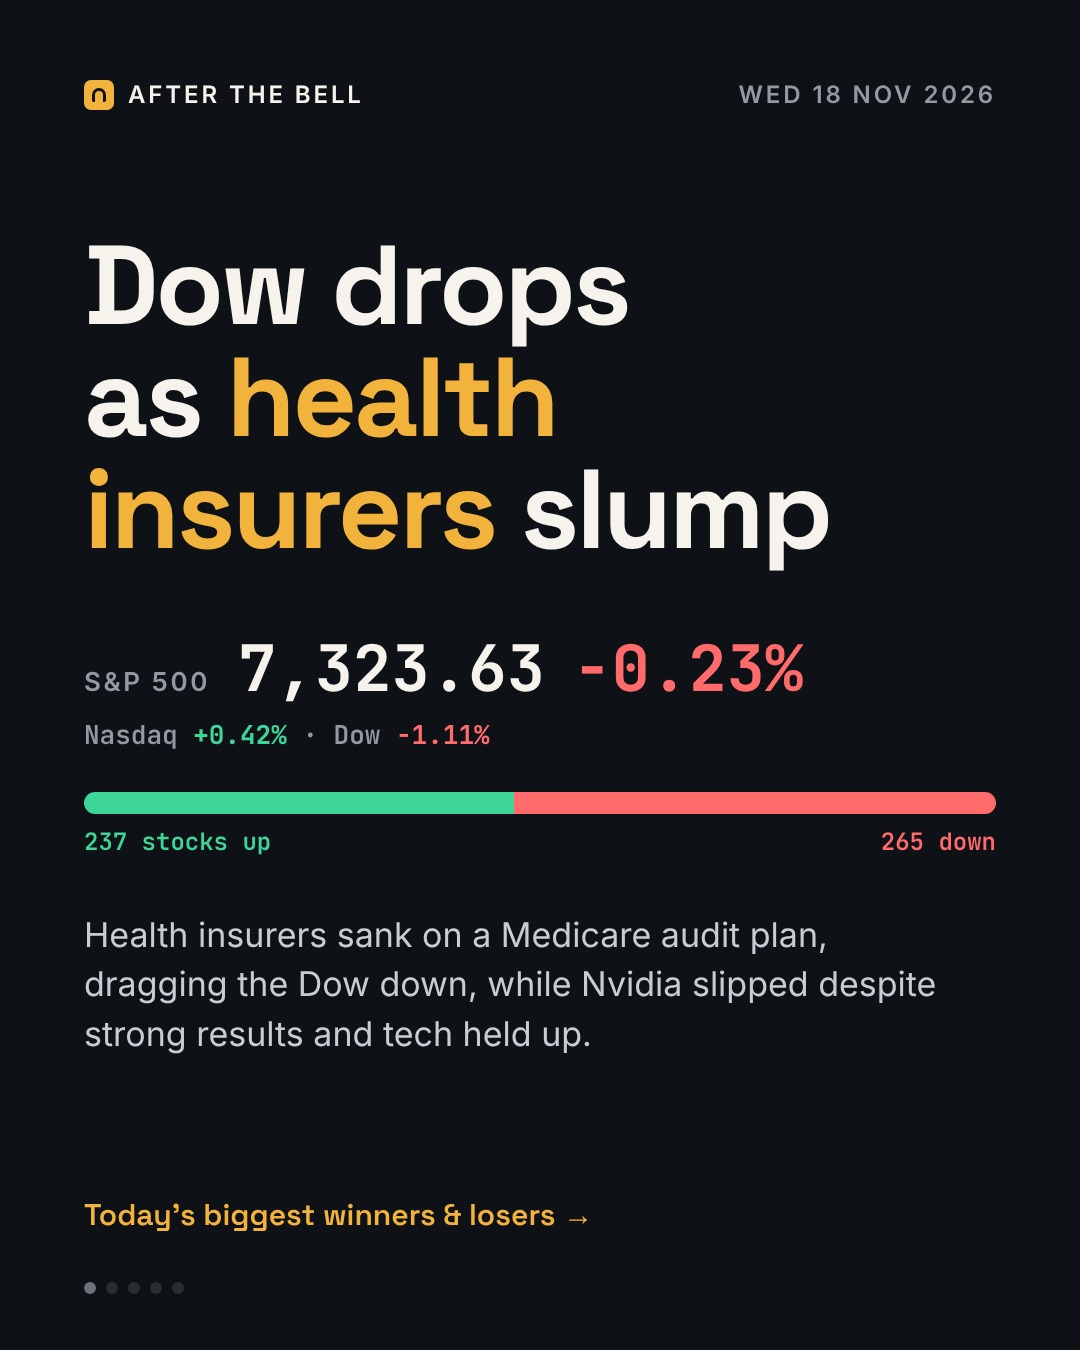 AFTER THE BELL
WED 18 NOV 2026
Dow drops
as health
insurers slump
S&P 500 7,323.63 -0.23%
Nasdaq +0.42% · Dow -1.11%
237 stocks up
265 down
Health insurers sank on a Medicare audit plan,
dragging the Dow down, while Nvidia slipped despite
strong results and tech held up.
Today’s biggest winners & losers →